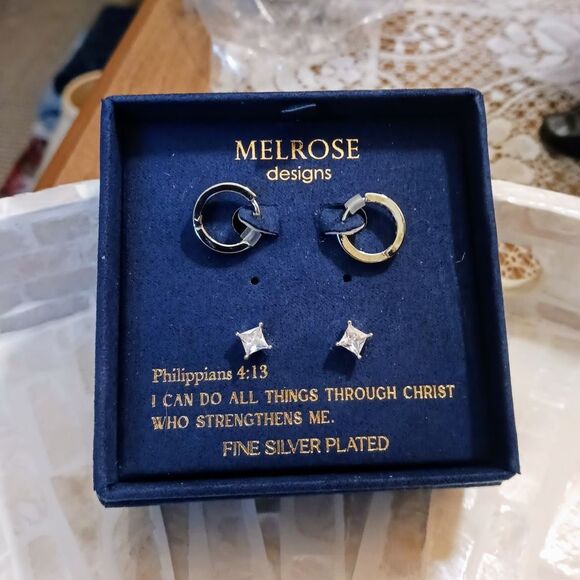 MELROSE
designs
Philippians 4:13
I CAN DO ALL THINGS THROUGH CHRIST
WHO STRENGTHENS ME.
FINE SILVER PLATED